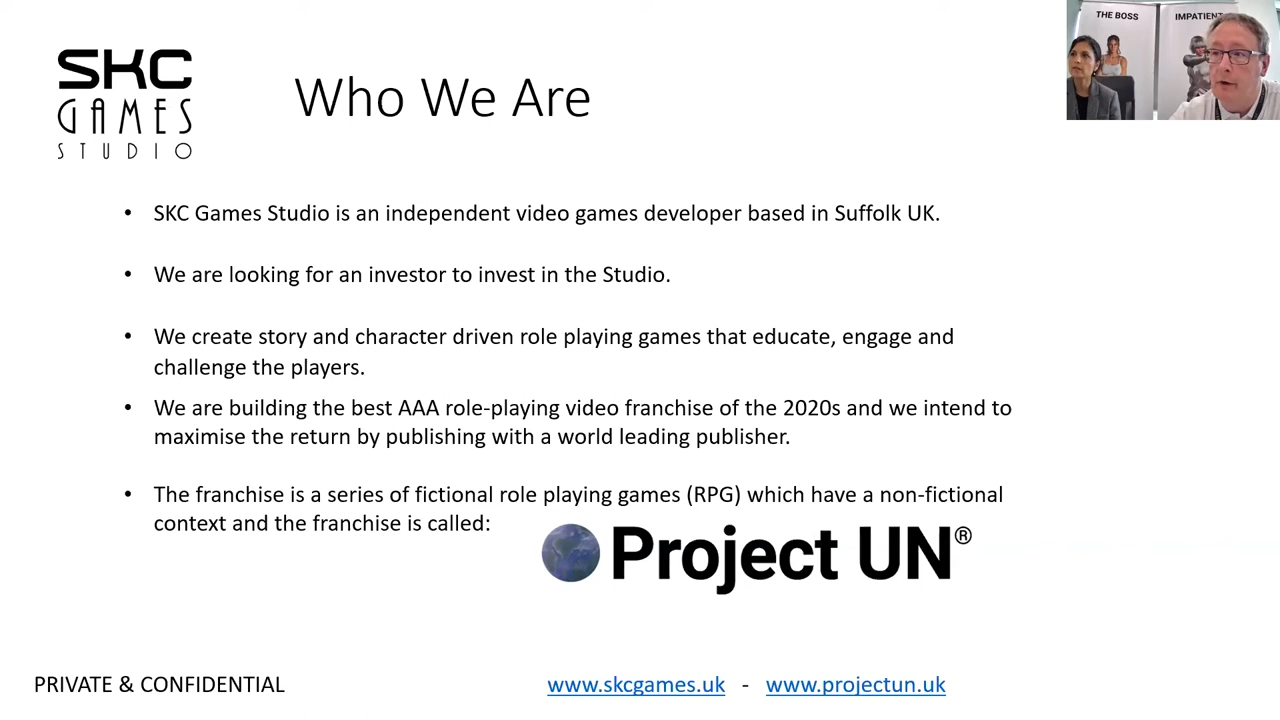 THE BOSS
IMPATIENT
SKC
GAMES
STUDIO
Who We Are
• SKC Games Studio is an independent video games developer based in Suffolk UK.
• We are looking for an investor to invest in the Studio.
• We create story and character driven role playing games that educate, engage and
challenge the players.
• We are building the best AAA role-playing video franchise of the 2020s and we intend to
maximise the return by publishing with a world leading publisher.
• The franchise is a series of fictional role playing games (RPG) which have a non-fictional
context and the franchise is called:
Project UN®
PRIVATE & CONFIDENTIAL
www.skcgames.uk - www.projectun.uk